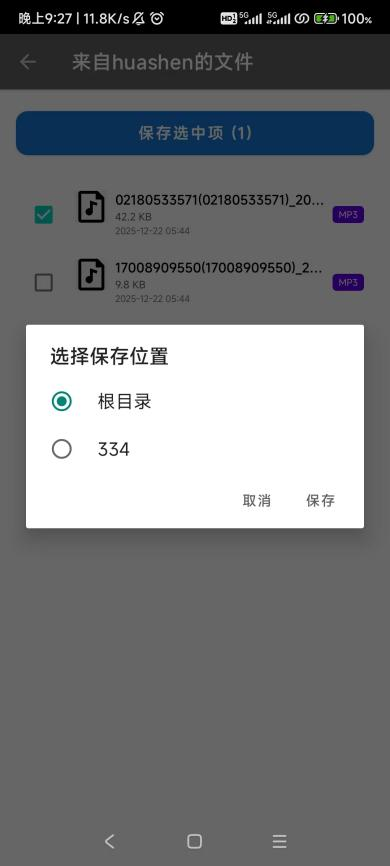 晚上9:27 | 11.8K/s
HD 5G 5G 100%
来自huashen的文件
保存选中项 (1)
02180533571(02180533571)_20...
42.2 KB
2025-12-22 05:44
MP3
17008909550(17008909550)_2...
9.8 KB
2025-12-22 05:44
MP3
选择保存位置
根目录
334
取消
保存